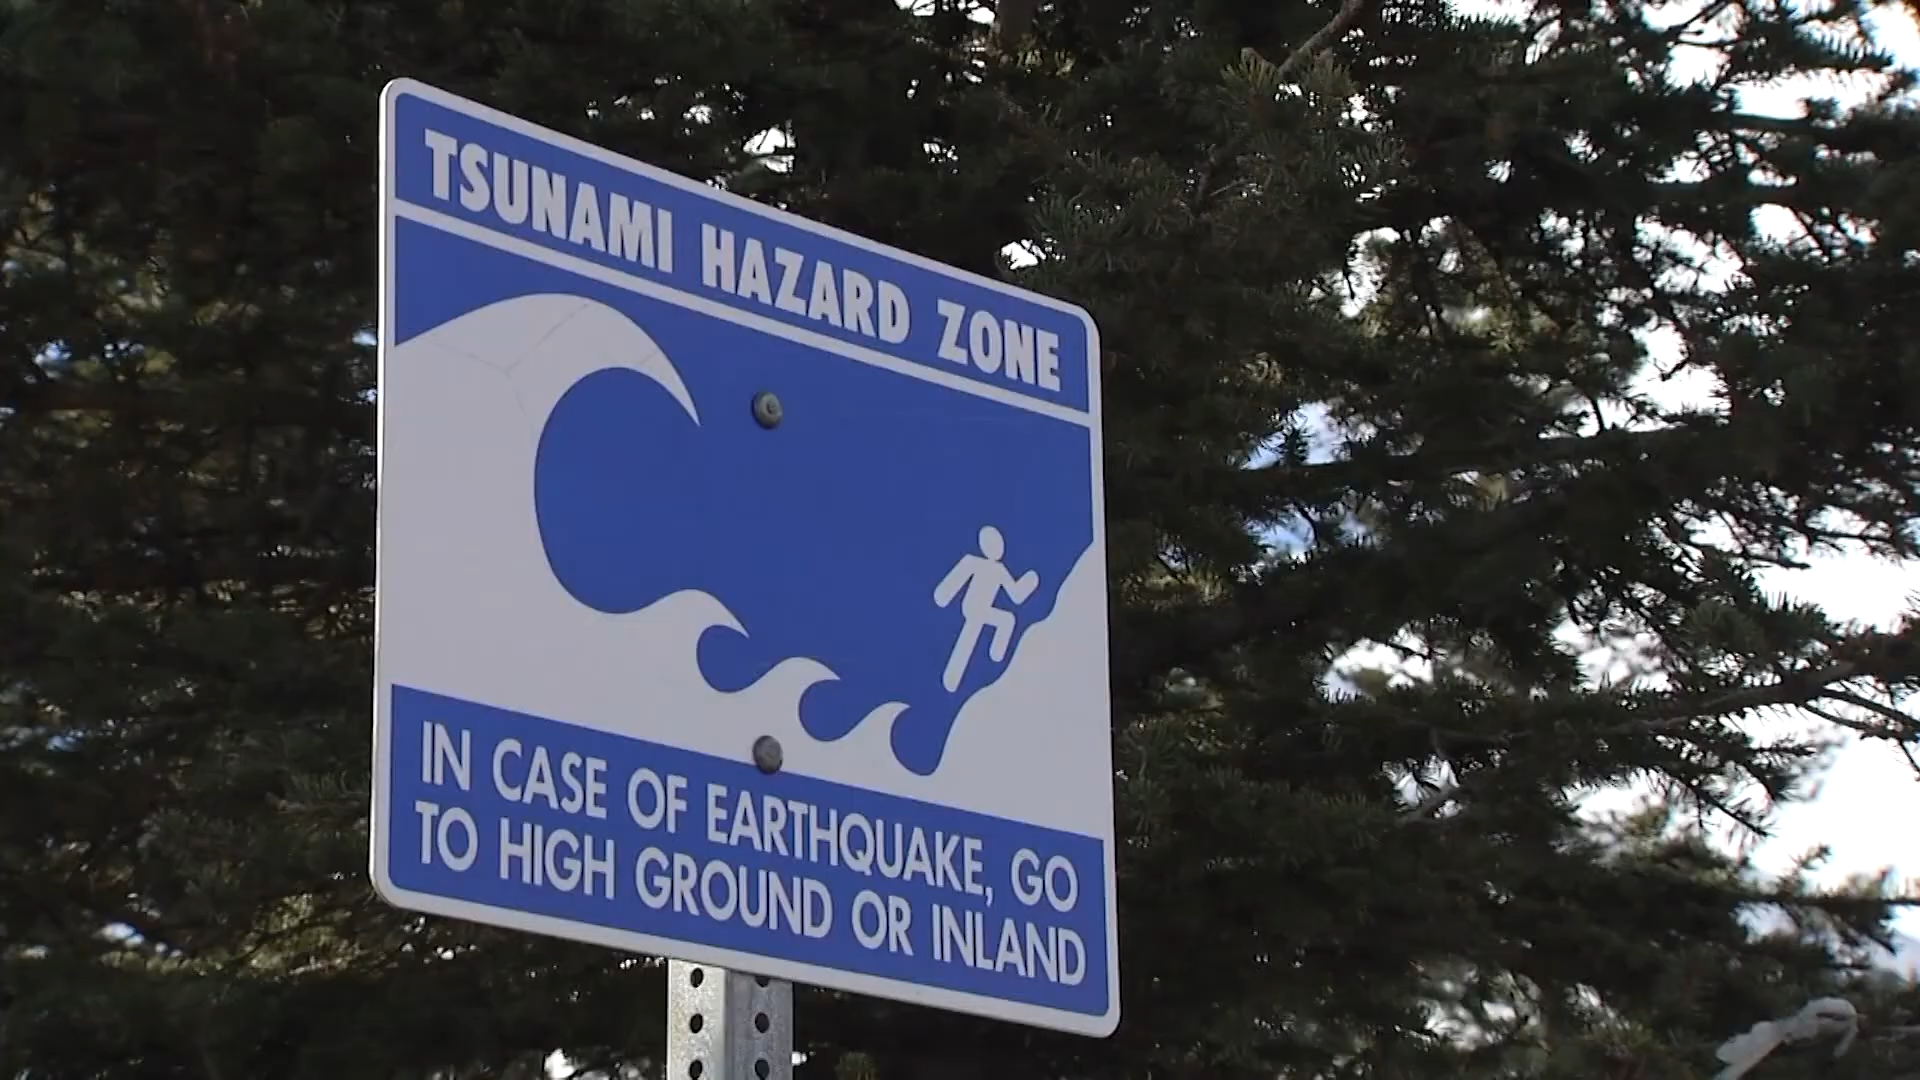 TSUNAMI HAZARD ZONE
IN CASE OF EARTHQUAKE, GO
TO HIGH GROUND OR INLAND